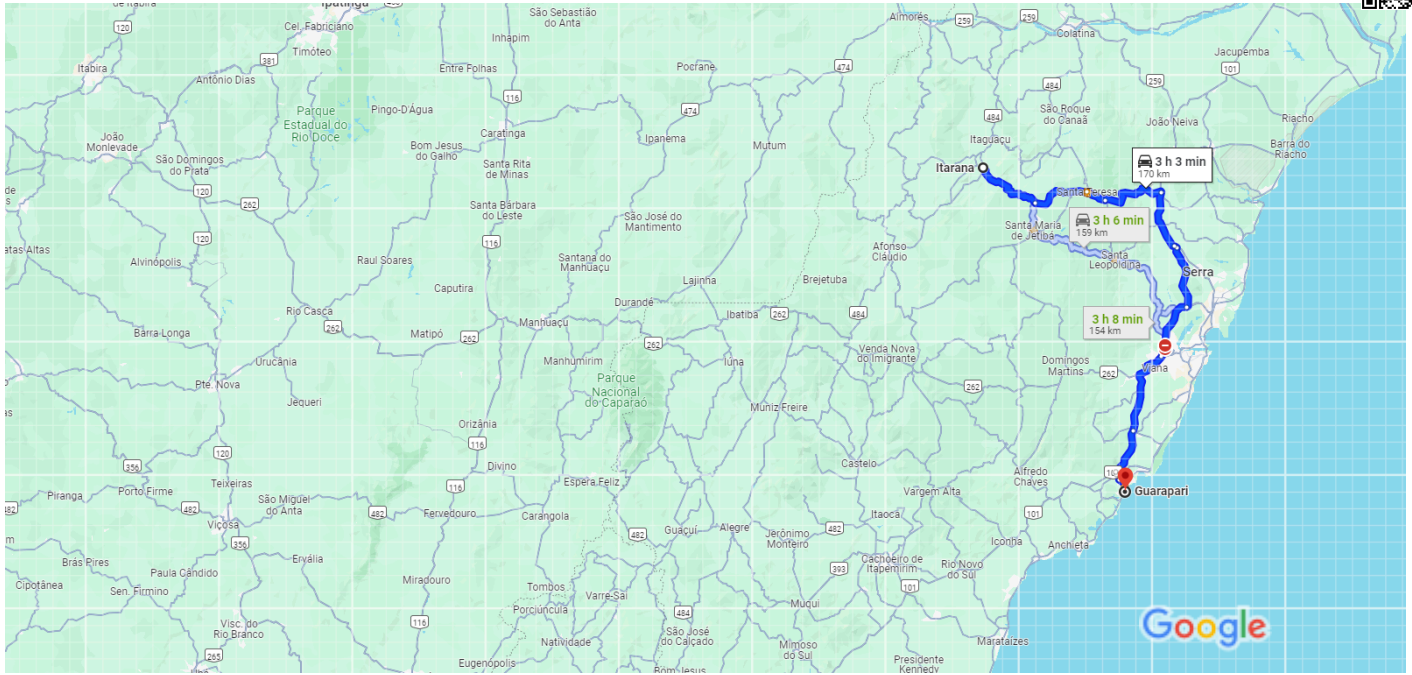 de Itabira
120
Ipatinga
Cel. Fabriciano
Timóteo
381
Itabira
Antônio Dias
Parque
Estadual do
Rio Doce
João
Monlevade
São Domingos
do Prata
120
262
São Sebastião
do Anta
Inhapim
Entre Folhas
116
Pingo-D'Água
Caratinga
Bom Jesus
do Galho
Santa Rita
de Minas
Santa Bárbara
do Leste
Pocrane
474
474
Ipanema
Mutum
São José do
Mantimento
Aimorés
259
259
Colatina
Jacupemba
101
259
São Roque
do Canaã
484
Itaguaçu
João Neiva
Riacho
Barra do
Riacho
Itarana
3 h 3 min
170 km
Santa Teresa
3 h 6 min
159 km
Santa Maria
de Jetibá
Santa
Leopoldina
Serra
3 h 8 min
154 km
Afonso
Cláudio
de
atas Altas
120
Alvinópolis
Raul Soares
116
Santana do
Manhuaçu
Caputira
Lajinha
Brejetuba
Durandé
Ibatiba
262
484
Rio Casca
262
Barra Longa
Matipó
262
Manhuaçu
262
Urucânia
Manhumirim
Iúna
Venda Nova
do Imigrante
262
Domingos
Martins
262
Viana
Pte. Nova
Jequeri
Parque
Nacional
do Caparaó
Muniz Freire
Orizânia
116
120
356
Divino
Castelo
Alfredo
Chaves
Guarapari
Piranga
Porto Firme
Teixeiras
116
Espera Feliz
Vargem Alta
482
São Miguel
do Anta
482
Fervedouro
Carangola
Guaçuí
482
Alegre
482
Jerônimo
Monteiro
Itaoca
101
Viçosa
356
Iconha
Anchieta
Brás Pires
Ervália
Cachoeiro de
Itapemirim
Rio Novo
do Sul
393
101
Cipotânea
Paula Cândido
Sen. Firmino
Miradouro
Tombos
Varre-Sai
Porciúncula
Muqui
Visc. do
Rio Branco
116
484
São José
do Calçado
Natividade
Mimoso
do Sul
Marataízes
Google
265
Eugenópolis
Bom Jesus
Presidente
Kennedy